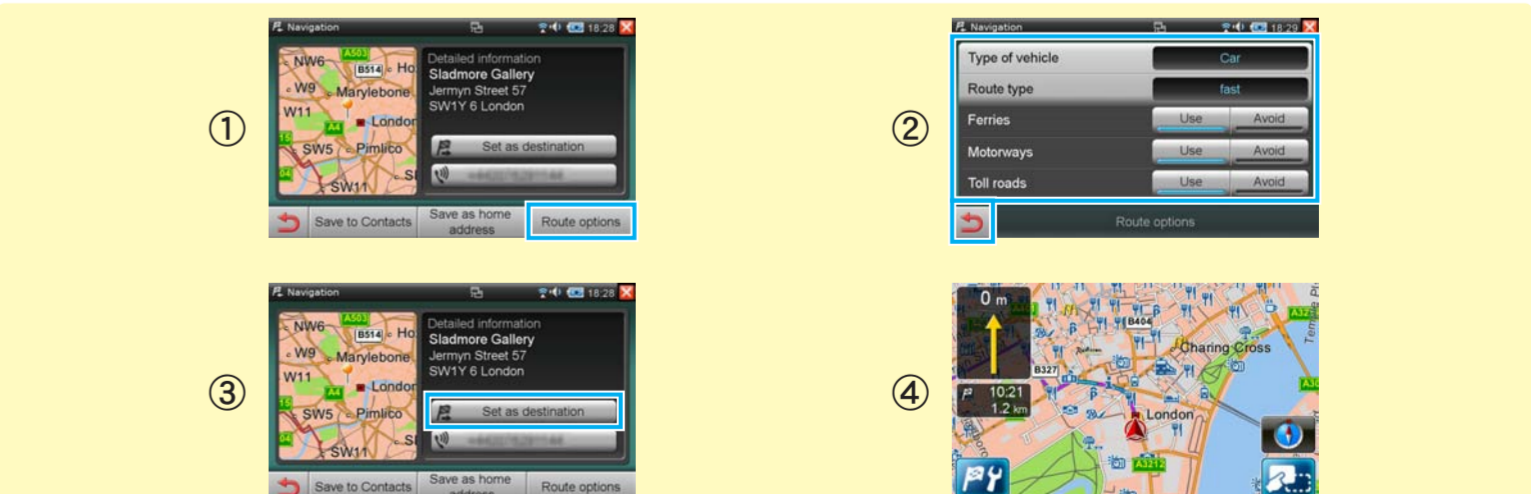 ①
Navigation
18:28
NW6
A503
B514
Ho
W9
Marylebone
W11
London
A4
15
SW5
Pimlico
04
S
SW11
Detailed information
Sladmore Gallery
Jermyn Street 57
SW1Y 6 London
Set as destination
Save to Contacts
Save as home
address
Route options
②
Navigation
18:29
Type of vehicle
Car
Route type
fast
Ferries
Use
Avoid
Motorways
Use
Avoid
Toll roads
Use
Avoid
Route options
③
Navigation
18:28
NW6
A503
B514
Ho
W9
Marylebone
W11
London
A4
15
SW5
Pimlico
04
S
SW11
Detailed information
Sladmore Gallery
Jermyn Street 57
SW1Y 6 London
Set as destination
Save to Contacts
Save as home
address
Route options
④
0 m
B404
Charing Cross
B327
10:21
1.2 km
London
A3212